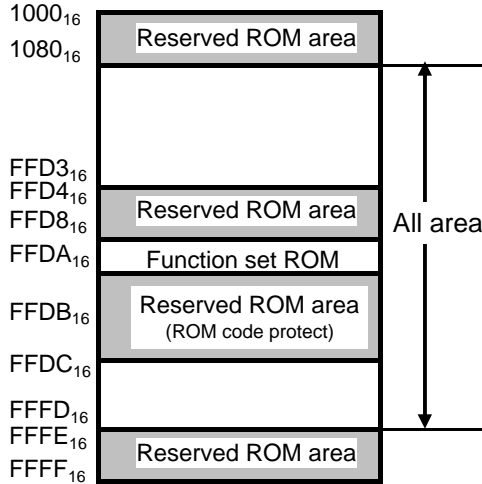 1000₁₆
Reserved ROM area
1080₁₆
FFD3₁₆
FFD4₁₆
Reserved ROM area
FFD8₁₆
All area
FFDA₁₆
Function set ROM
Reserved ROM area
FFDB₁₆
(ROM code protect)
FFDC₁₆
FFFD₁₆
FFFE₁₆
Reserved ROM area
FFFF₁₆